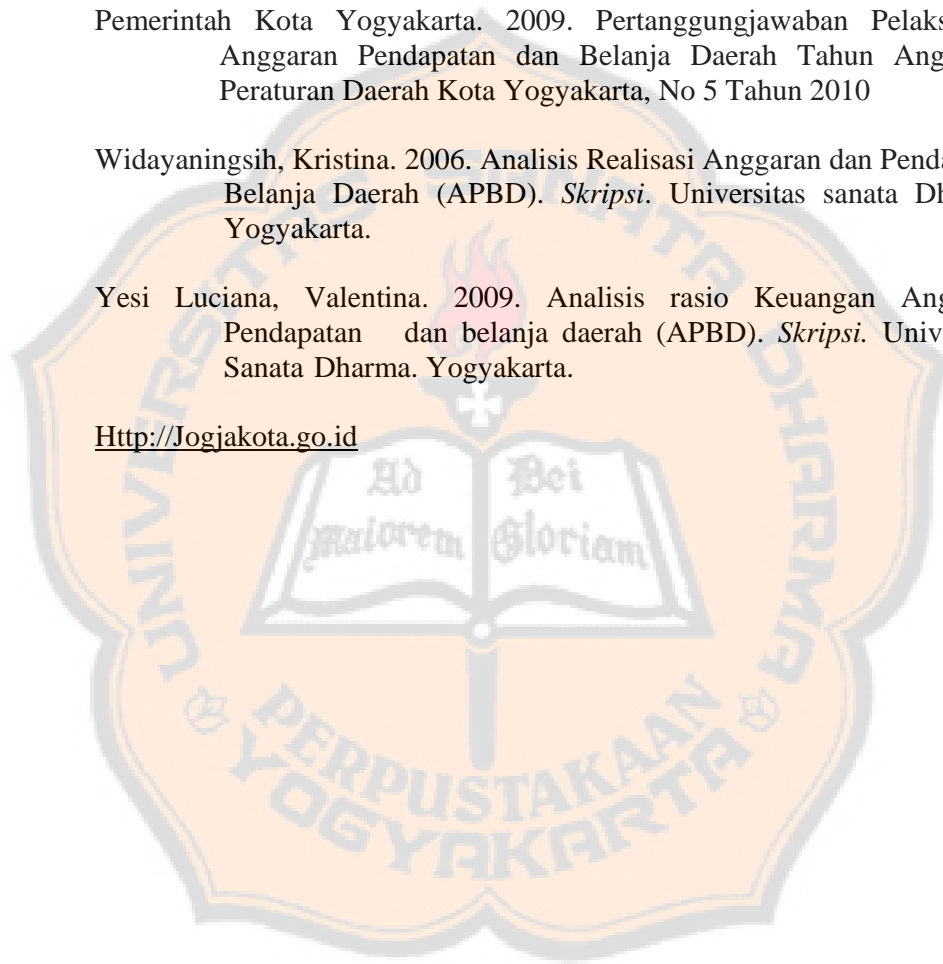 Pemerintah Kota Yogyakarta. 2009. Pertanggungjawaban Pelaks
Anggaran Pendapatan dan Belanja Daerah Tahun Ang
Peraturan Daerah Kota Yogyakarta, No 5 Tahun 2010
Widayaningsih, Kristina. 2006. Analisis Realisasi Anggaran dan Penda
Belanja Daerah (APBD). Skripsi. Universitas sanata Dh
Yogyakarta.
Yesi Luciana, Valentina. 2009. Analisis rasio Keuangan Ang
Pendapatan dan belanja daerah (APBD). Skripsi. Univ
Sanata Dharma. Yogyakarta.
Http://Jogjakota.go.id
UNIVERSITAS SANATA DHARMA
Ad Dei
Maiorem Gloriam
PERPUSTAKAAN
YOGYAKARTA